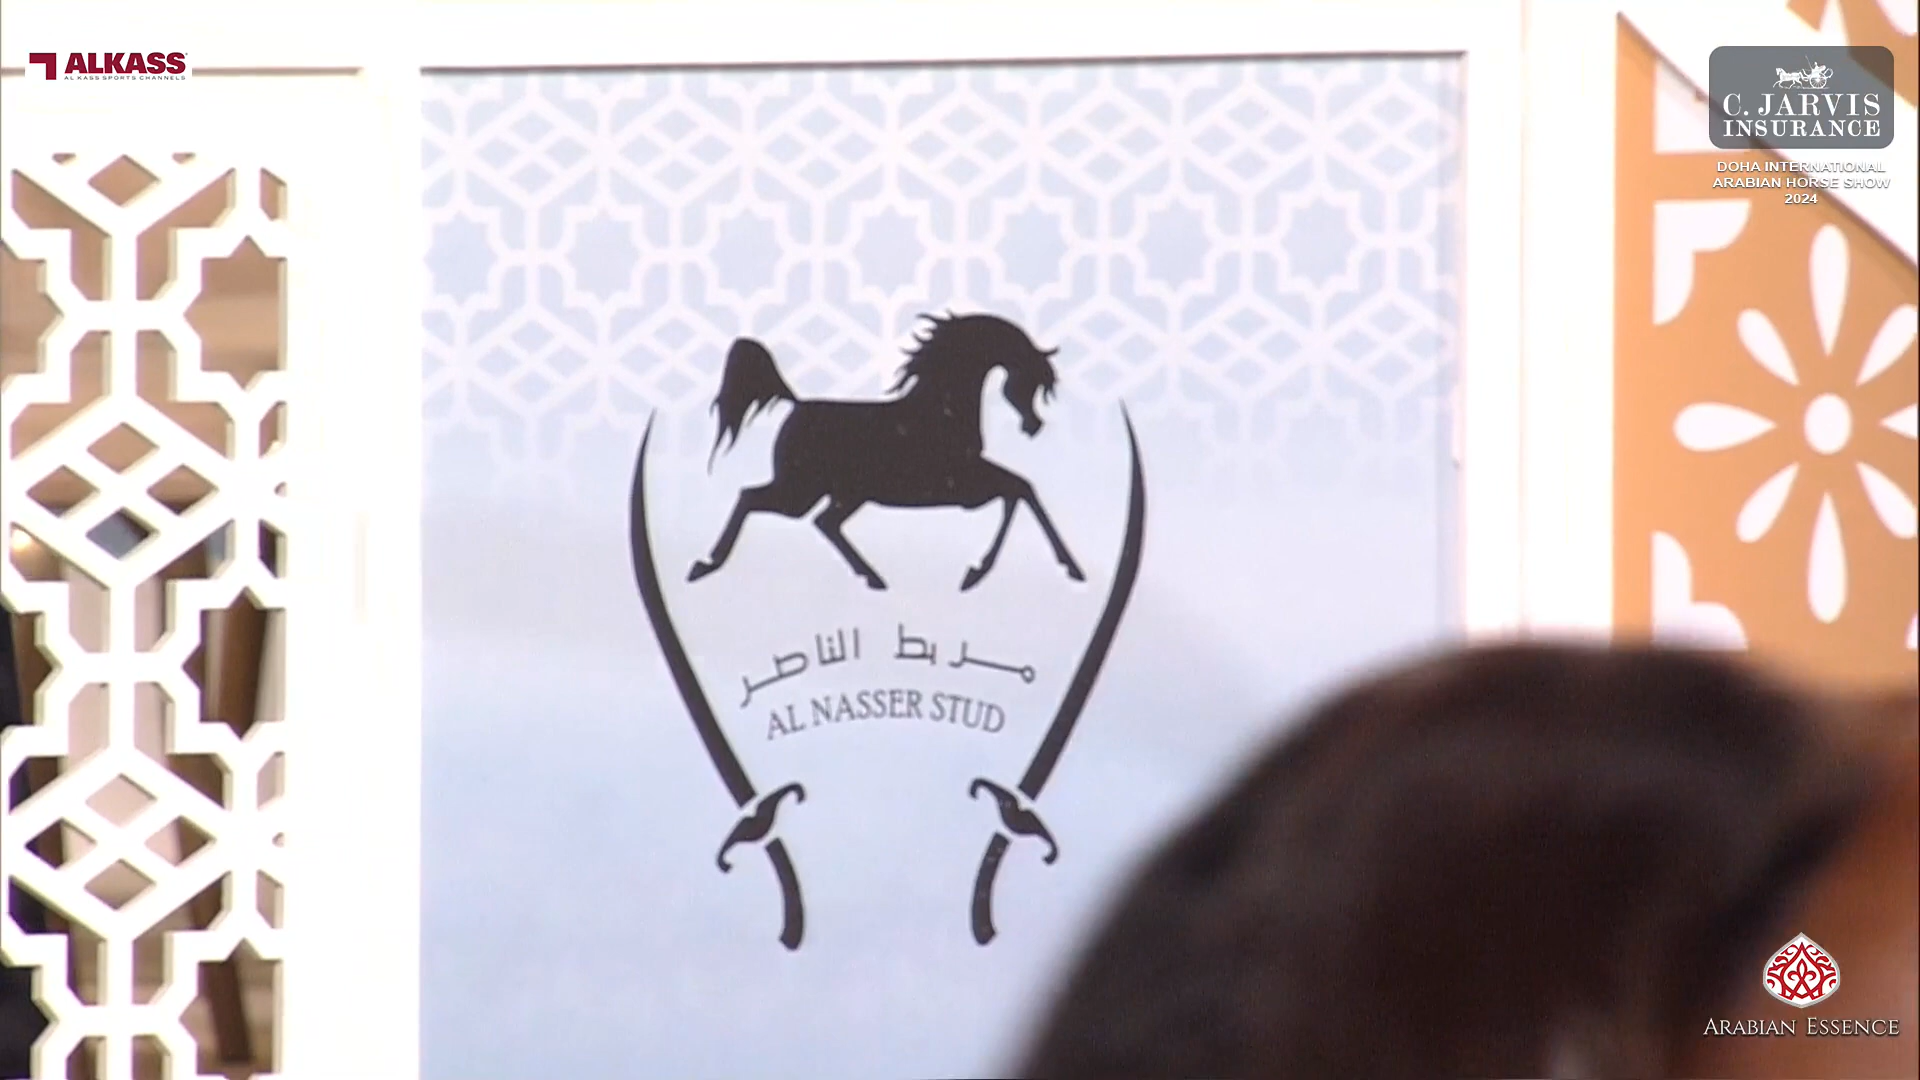 ALKASS
AL KASS SPORTS CHANNELS
C. JARVIS
INSURANCE
DOHA INTERNATIONAL
ARABIAN HORSE SHOW
2024
مربط الناصر
AL NASSER STUD
ARABIAN ESSENCE